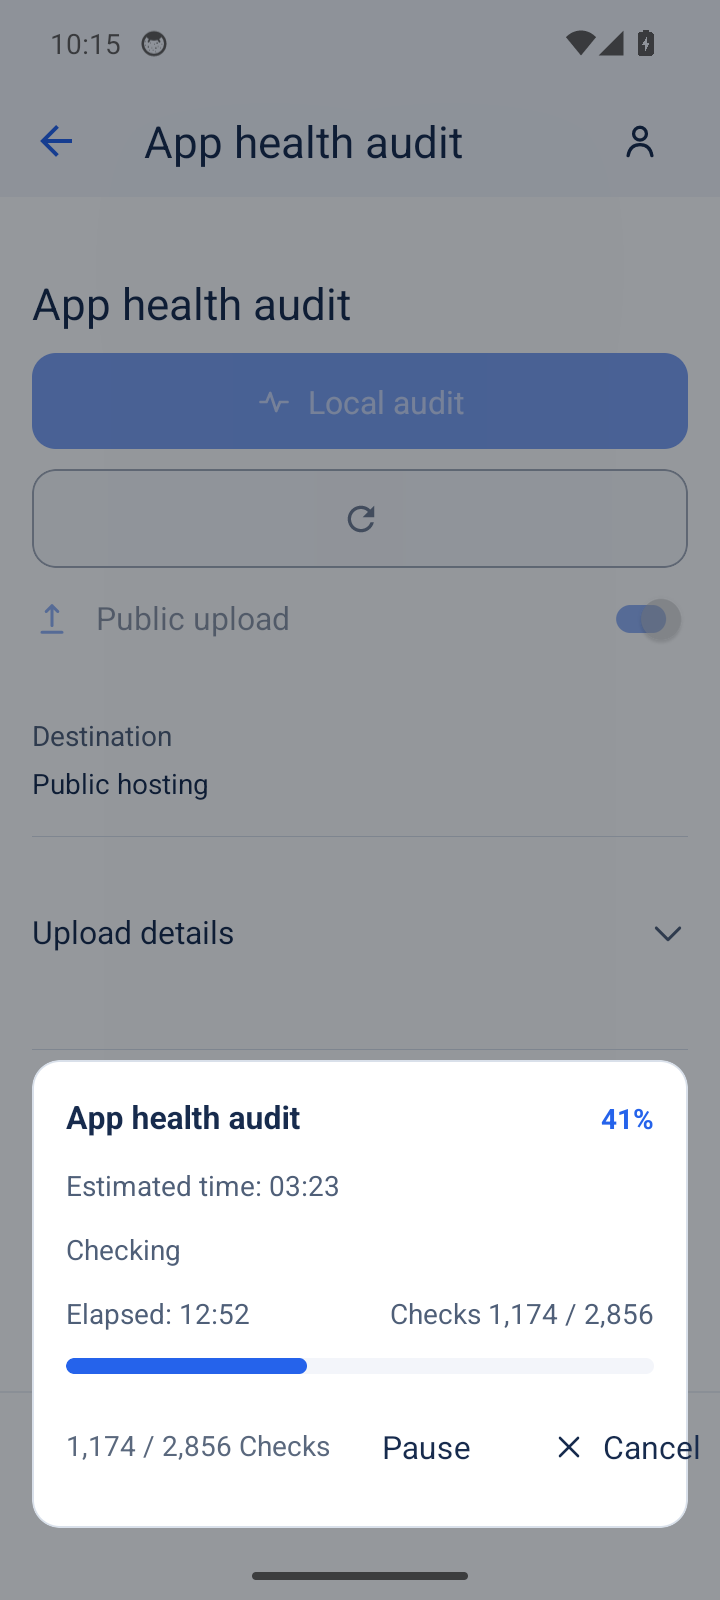 10:15
App health audit
App health audit
Local audit
Public upload
Destination
Public hosting
Upload details
App health audit 41%
Estimated time: 03:23
Checking
Elapsed: 12:52 Checks 1,174 / 2,856
1,174 / 2,856 Checks Pause Cancel